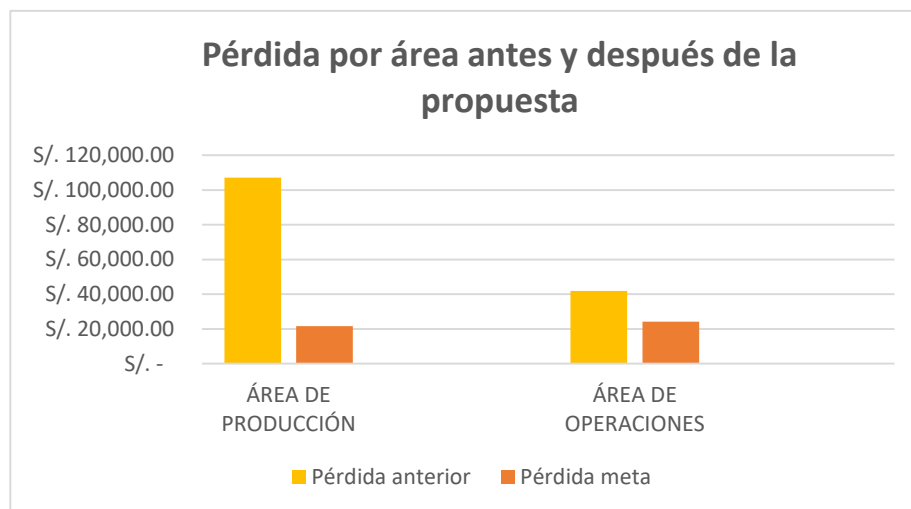 Pérdida por área antes y después de la
propuesta
S/. 120,000.00
S/. 100,000.00
S/. 80,000.00
S/. 60,000.00
S/. 40,000.00
S/. 20,000.00
S/. -
ÁREA DE
PRODUCCIÓN
ÁREA DE
OPERACIONES
Pérdida anterior
Pérdida meta